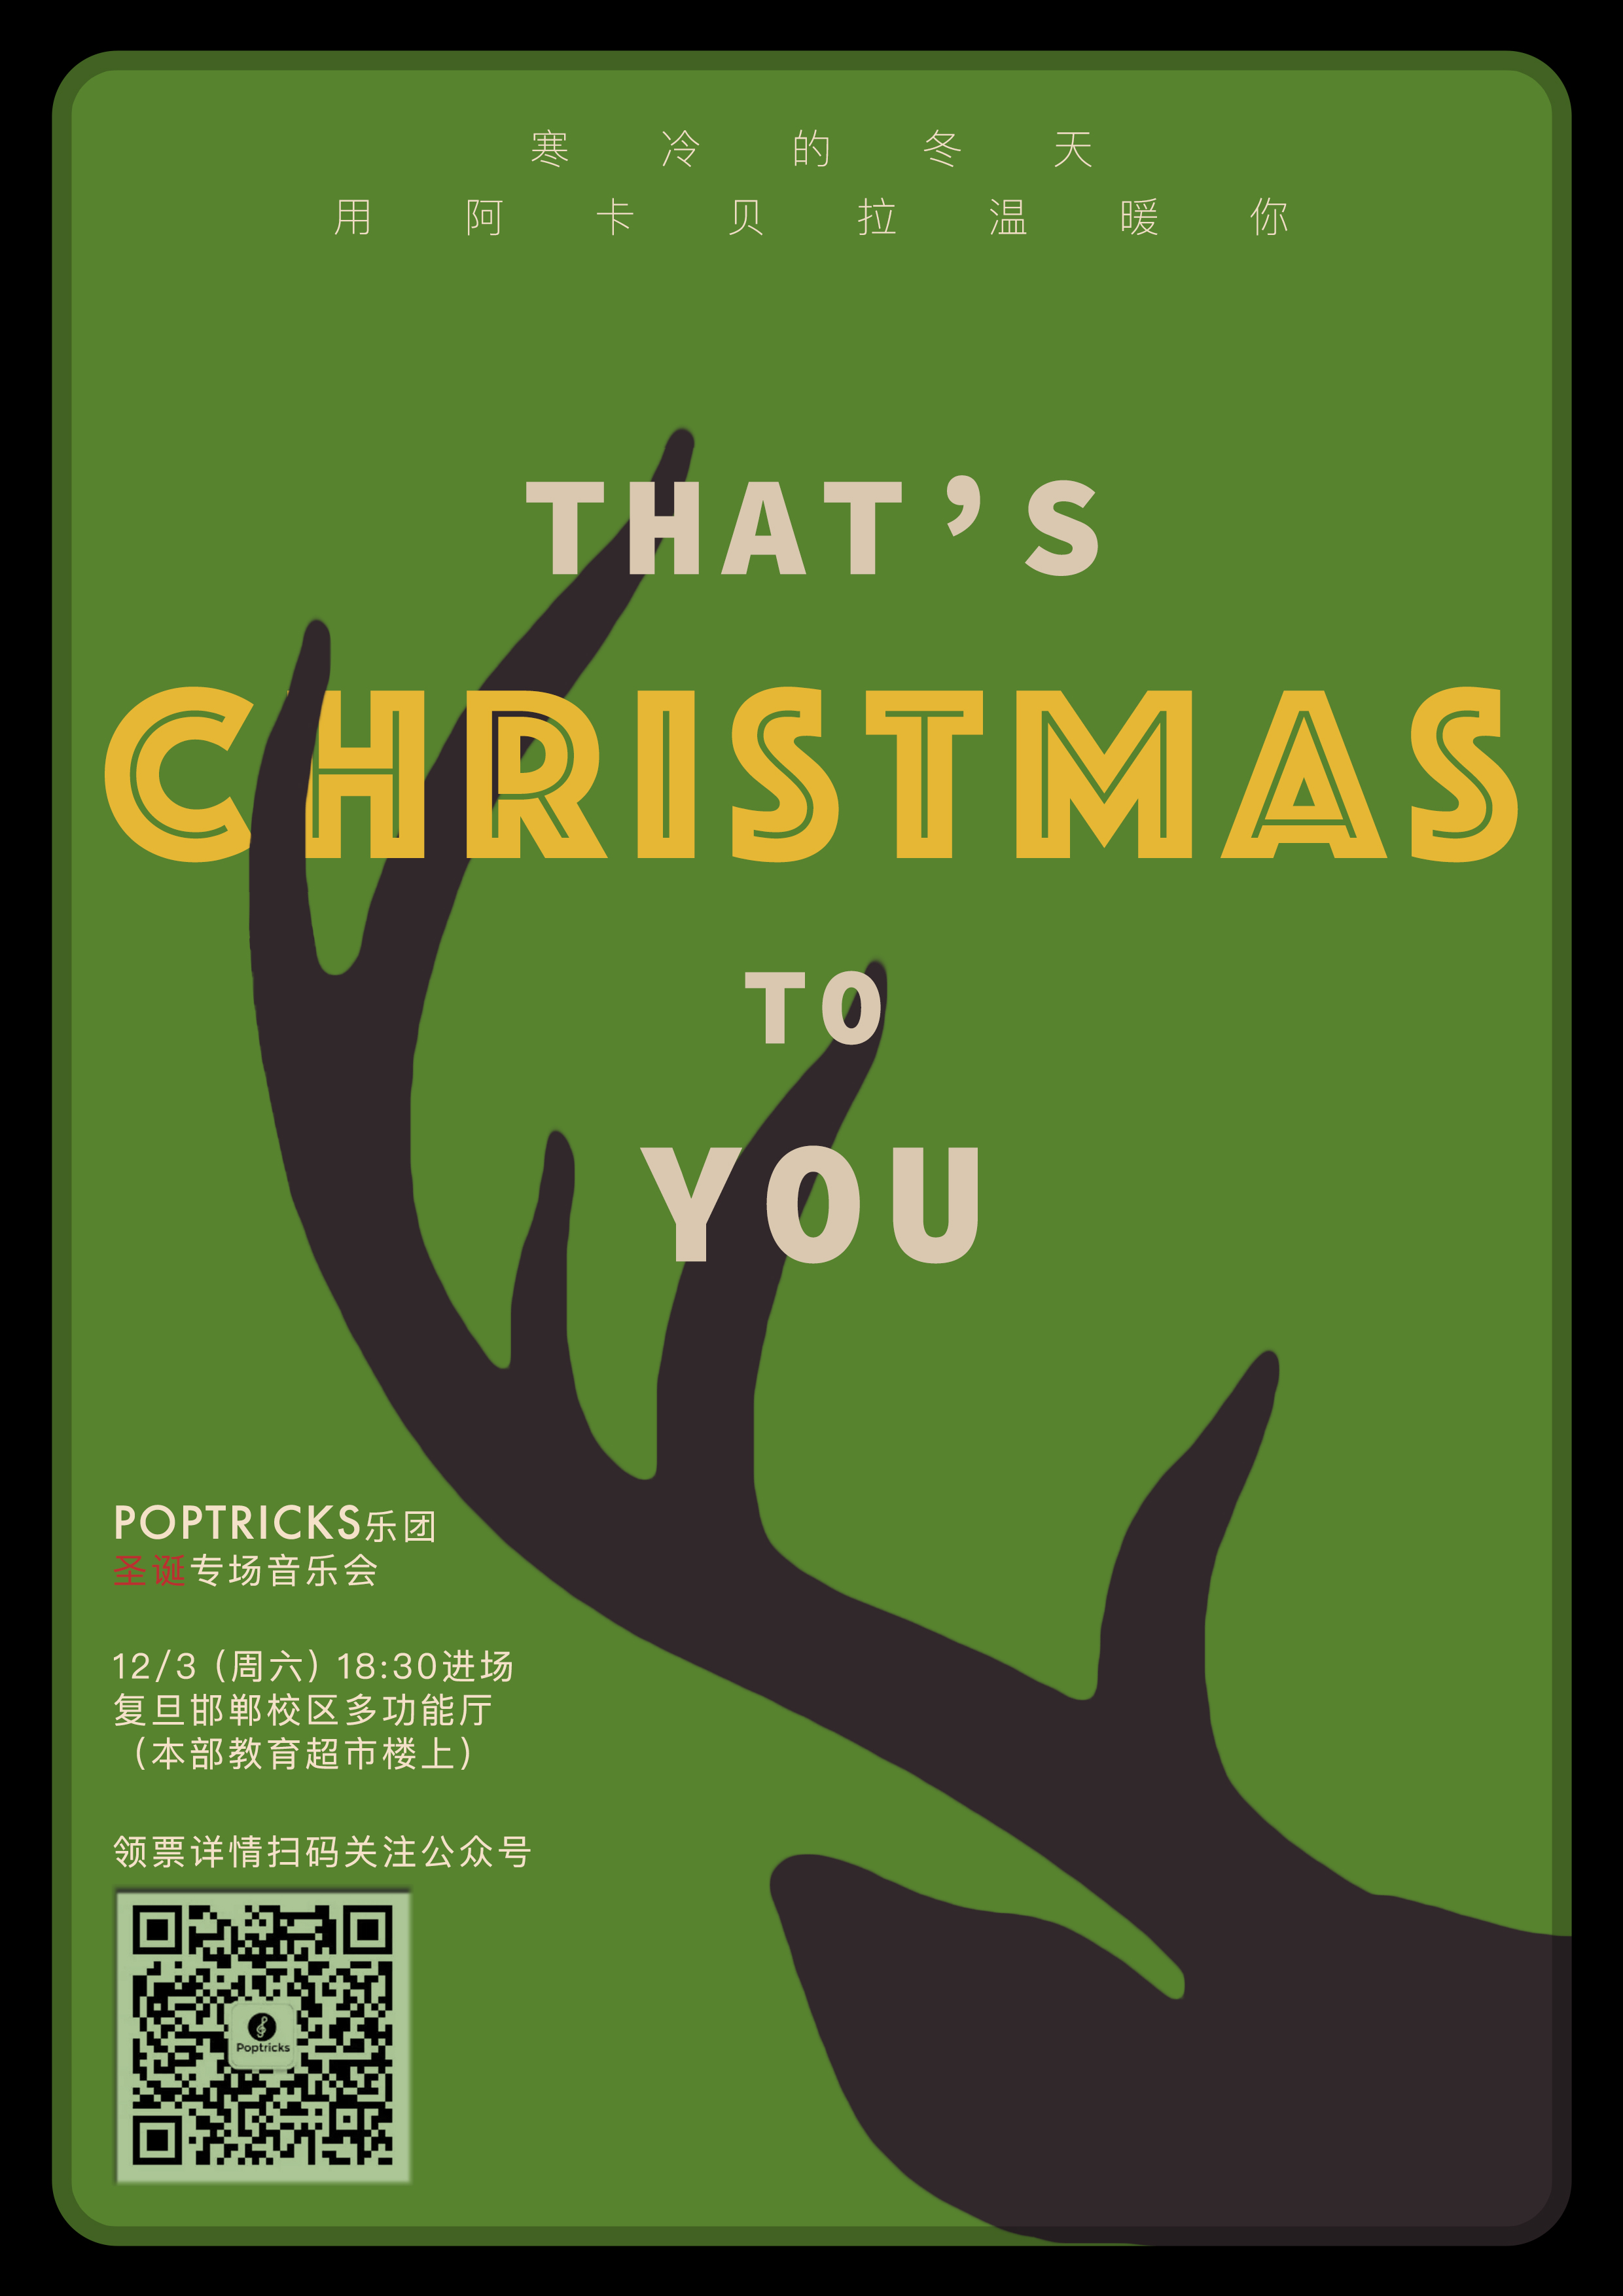 寒冷的冬天
用阿卡贝拉温暖你
THAT'S
CHRISTMAS
TO
YOU
POPTRICKS乐团
圣诞专场音乐会
12/3（周六）18:30进场
复旦邯郸校区多功能厅
（本部教育超市楼上）
领票详情扫码关注公众号
Poptricks